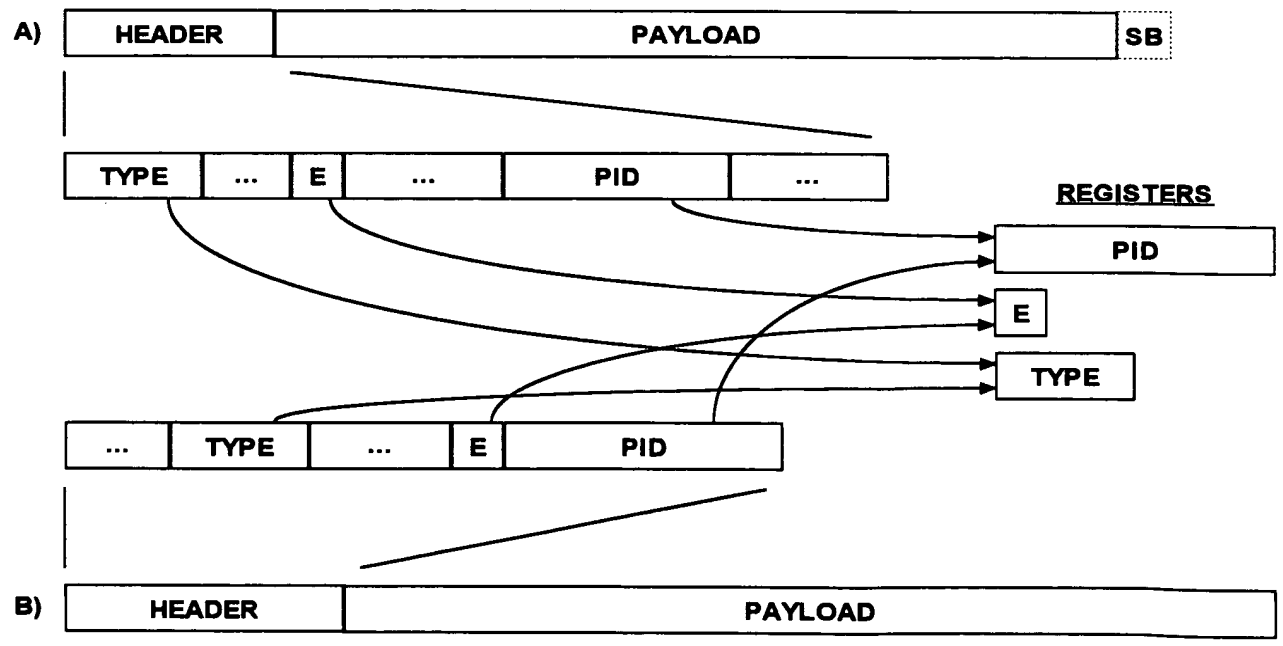 A) HEADER PAYLOAD SB
TYPE ... E ... PID ...
REGISTERS
PID
E
TYPE
... TYPE ... E PID
B) HEADER PAYLOAD